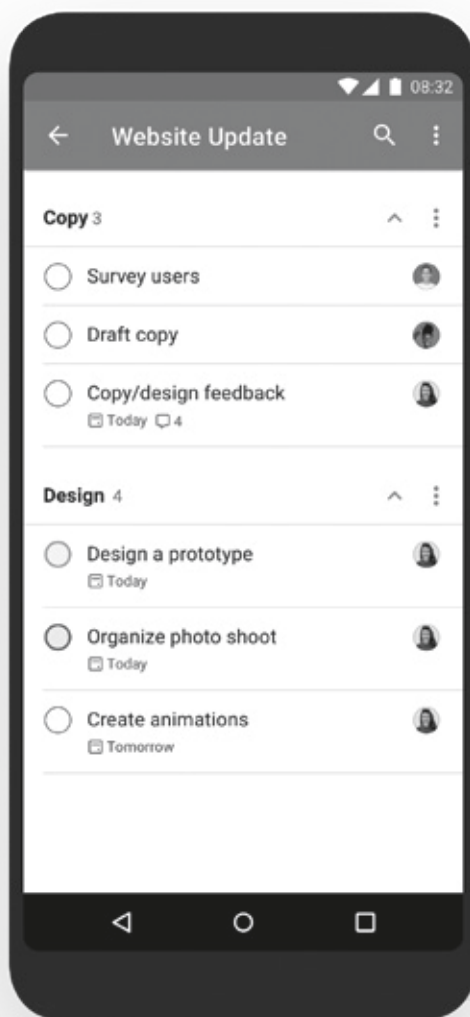 08:32
Website Update
Copy 3
Survey users
Draft copy
Copy/design feedback
Today 4
Design 4
Design a prototype
Today
Organize photo shoot
Today
Create animations
Tomorrow